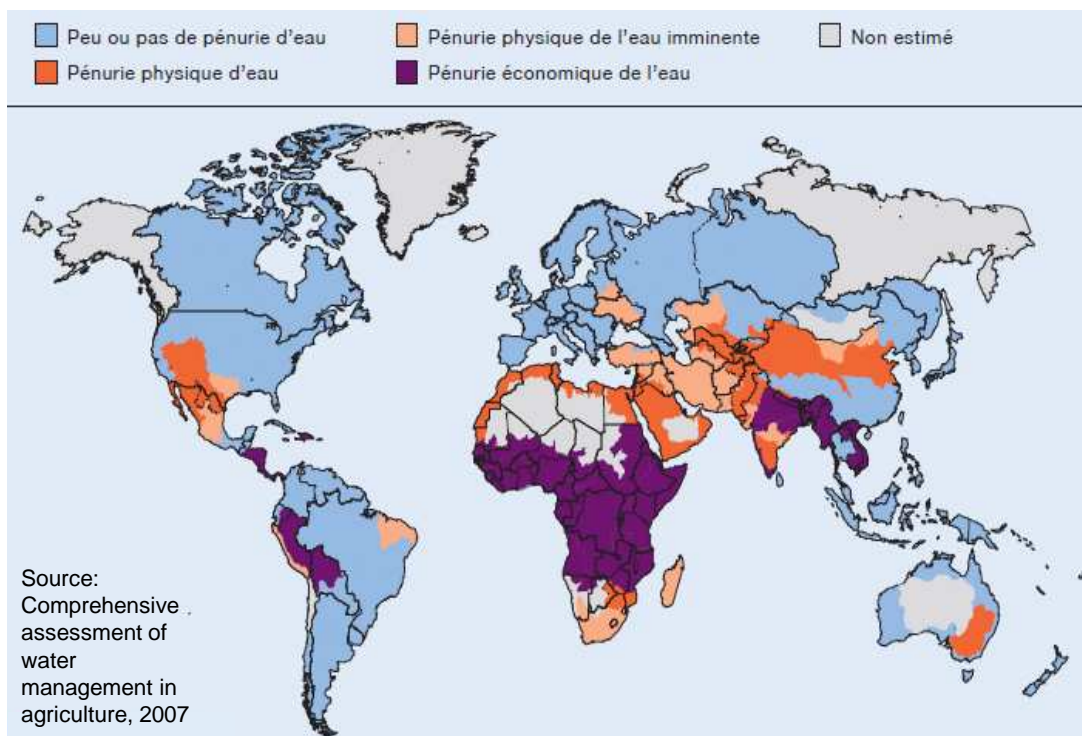 Peu ou pas de pénurie d'eau
Pénurie physique de l'eau imminente
Non estimé
Pénurie physique d'eau
Pénurie économique de l'eau
Source:
Comprehensive
assessment of
water
management in
agriculture, 2007